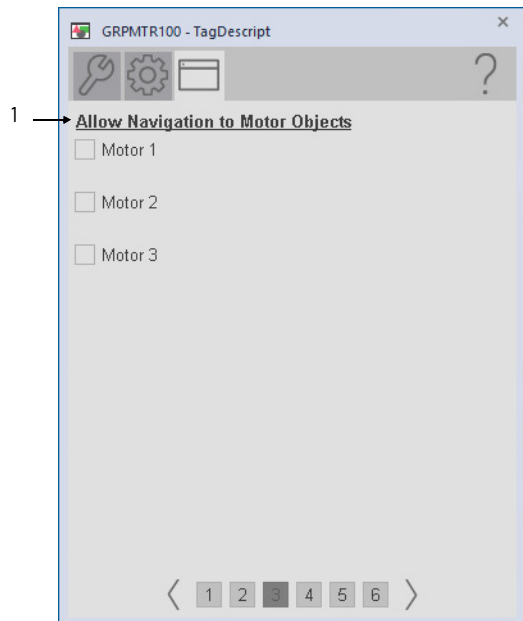 GRPMTR100 - TagDescript
×
?
1
Allow Navigation to Motor Objects
Motor 1
Motor 2
Motor 3
1 2 3 4 5 6